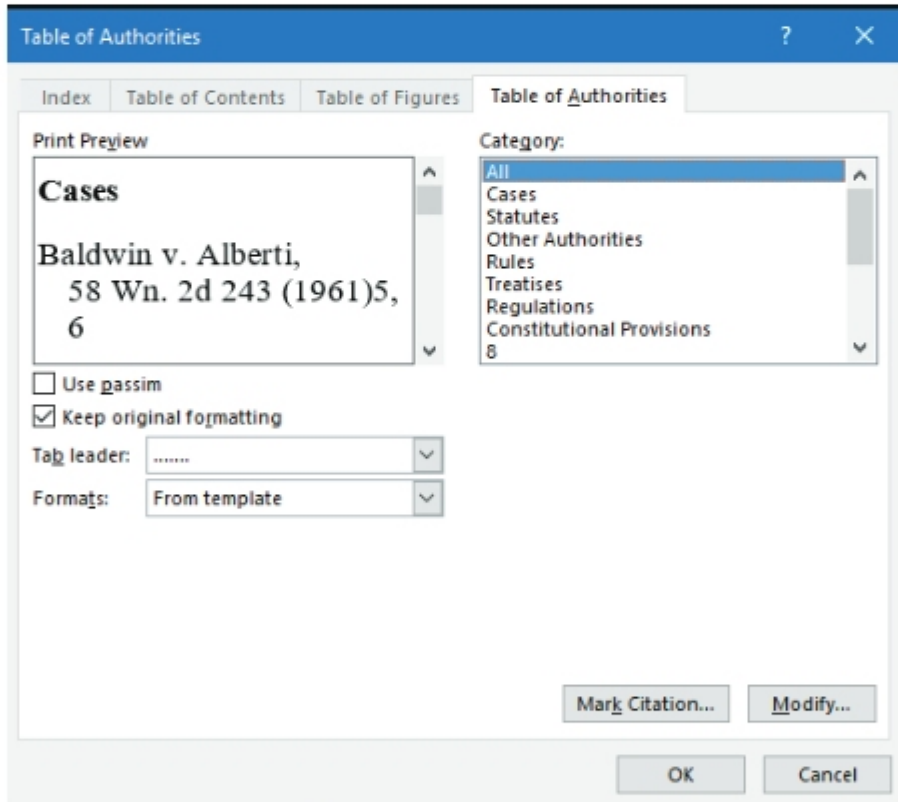 Table of Authorities ?
Index Table of Contents Table of Figures Table of Authorities
Print Preview
Cases
Baldwin v. Alberti,
58 Wn. 2d 243 (1961)5,
6
Category:
All
Cases
Statutes
Other Authorities
Rules
Treatises
Regulations
Constitutional Provisions
8
Use passim
Keep original formatting
Tab leader: .......
Formats: From template
Mark Citation... Modify...
OK Cancel